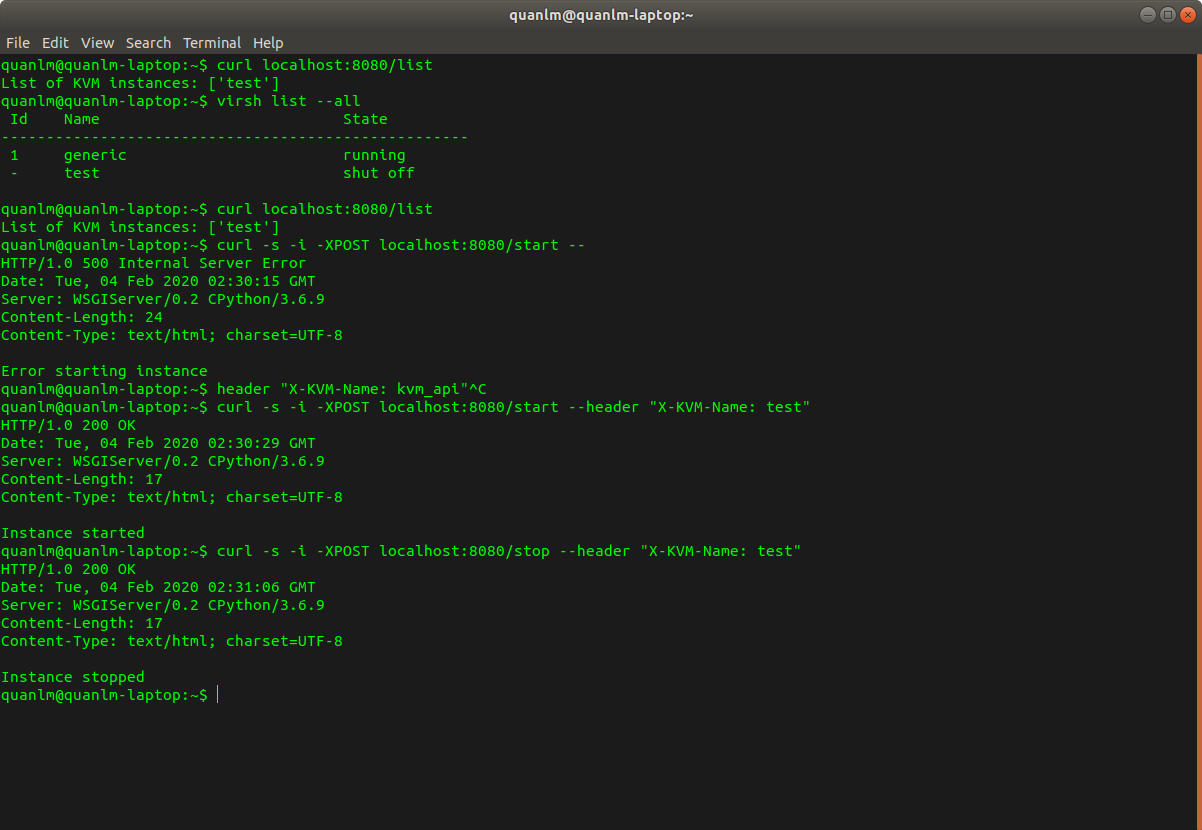 quanlm@quanlm-laptop:~
File Edit View Search Terminal Help
quanlm@quanlm-laptop:~$ curl localhost:8080/list
List of KVM instances: ['test']
quanlm@quanlm-laptop:~$ virsh list --all
 Id    Name                           State
----------------------------------------------------
 1     generic                        running
 -     test                           shut off
quanlm@quanlm-laptop:~$ curl localhost:8080/list
List of KVM instances: ['test']
quanlm@quanlm-laptop:~$ curl -s -i -XPOST localhost:8080/start --
HTTP/1.0 500 Internal Server Error
Date: Tue, 04 Feb 2020 02:30:15 GMT
Server: WSGIServer/0.2 CPython/3.6.9
Content-Length: 24
Content-Type: text/html; charset=UTF-8
Error starting instance
quanlm@quanlm-laptop:~$ header "X-KVM-Name: kvm_api"^C
quanlm@quanlm-laptop:~$ curl -s -i -XPOST localhost:8080/start --header "X-KVM-Name: test"
HTTP/1.0 200 OK
Date: Tue, 04 Feb 2020 02:30:29 GMT
Server: WSGIServer/0.2 CPython/3.6.9
Content-Length: 17
Content-Type: text/html; charset=UTF-8
Instance started
quanlm@quanlm-laptop:~$ curl -s -i -XPOST localhost:8080/stop --header "X-KVM-Name: test"
HTTP/1.0 200 OK
Date: Tue, 04 Feb 2020 02:31:06 GMT
Server: WSGIServer/0.2 CPython/3.6.9
Content-Length: 17
Content-Type: text/html; charset=UTF-8
Instance stopped
quanlm@quanlm-laptop:~$